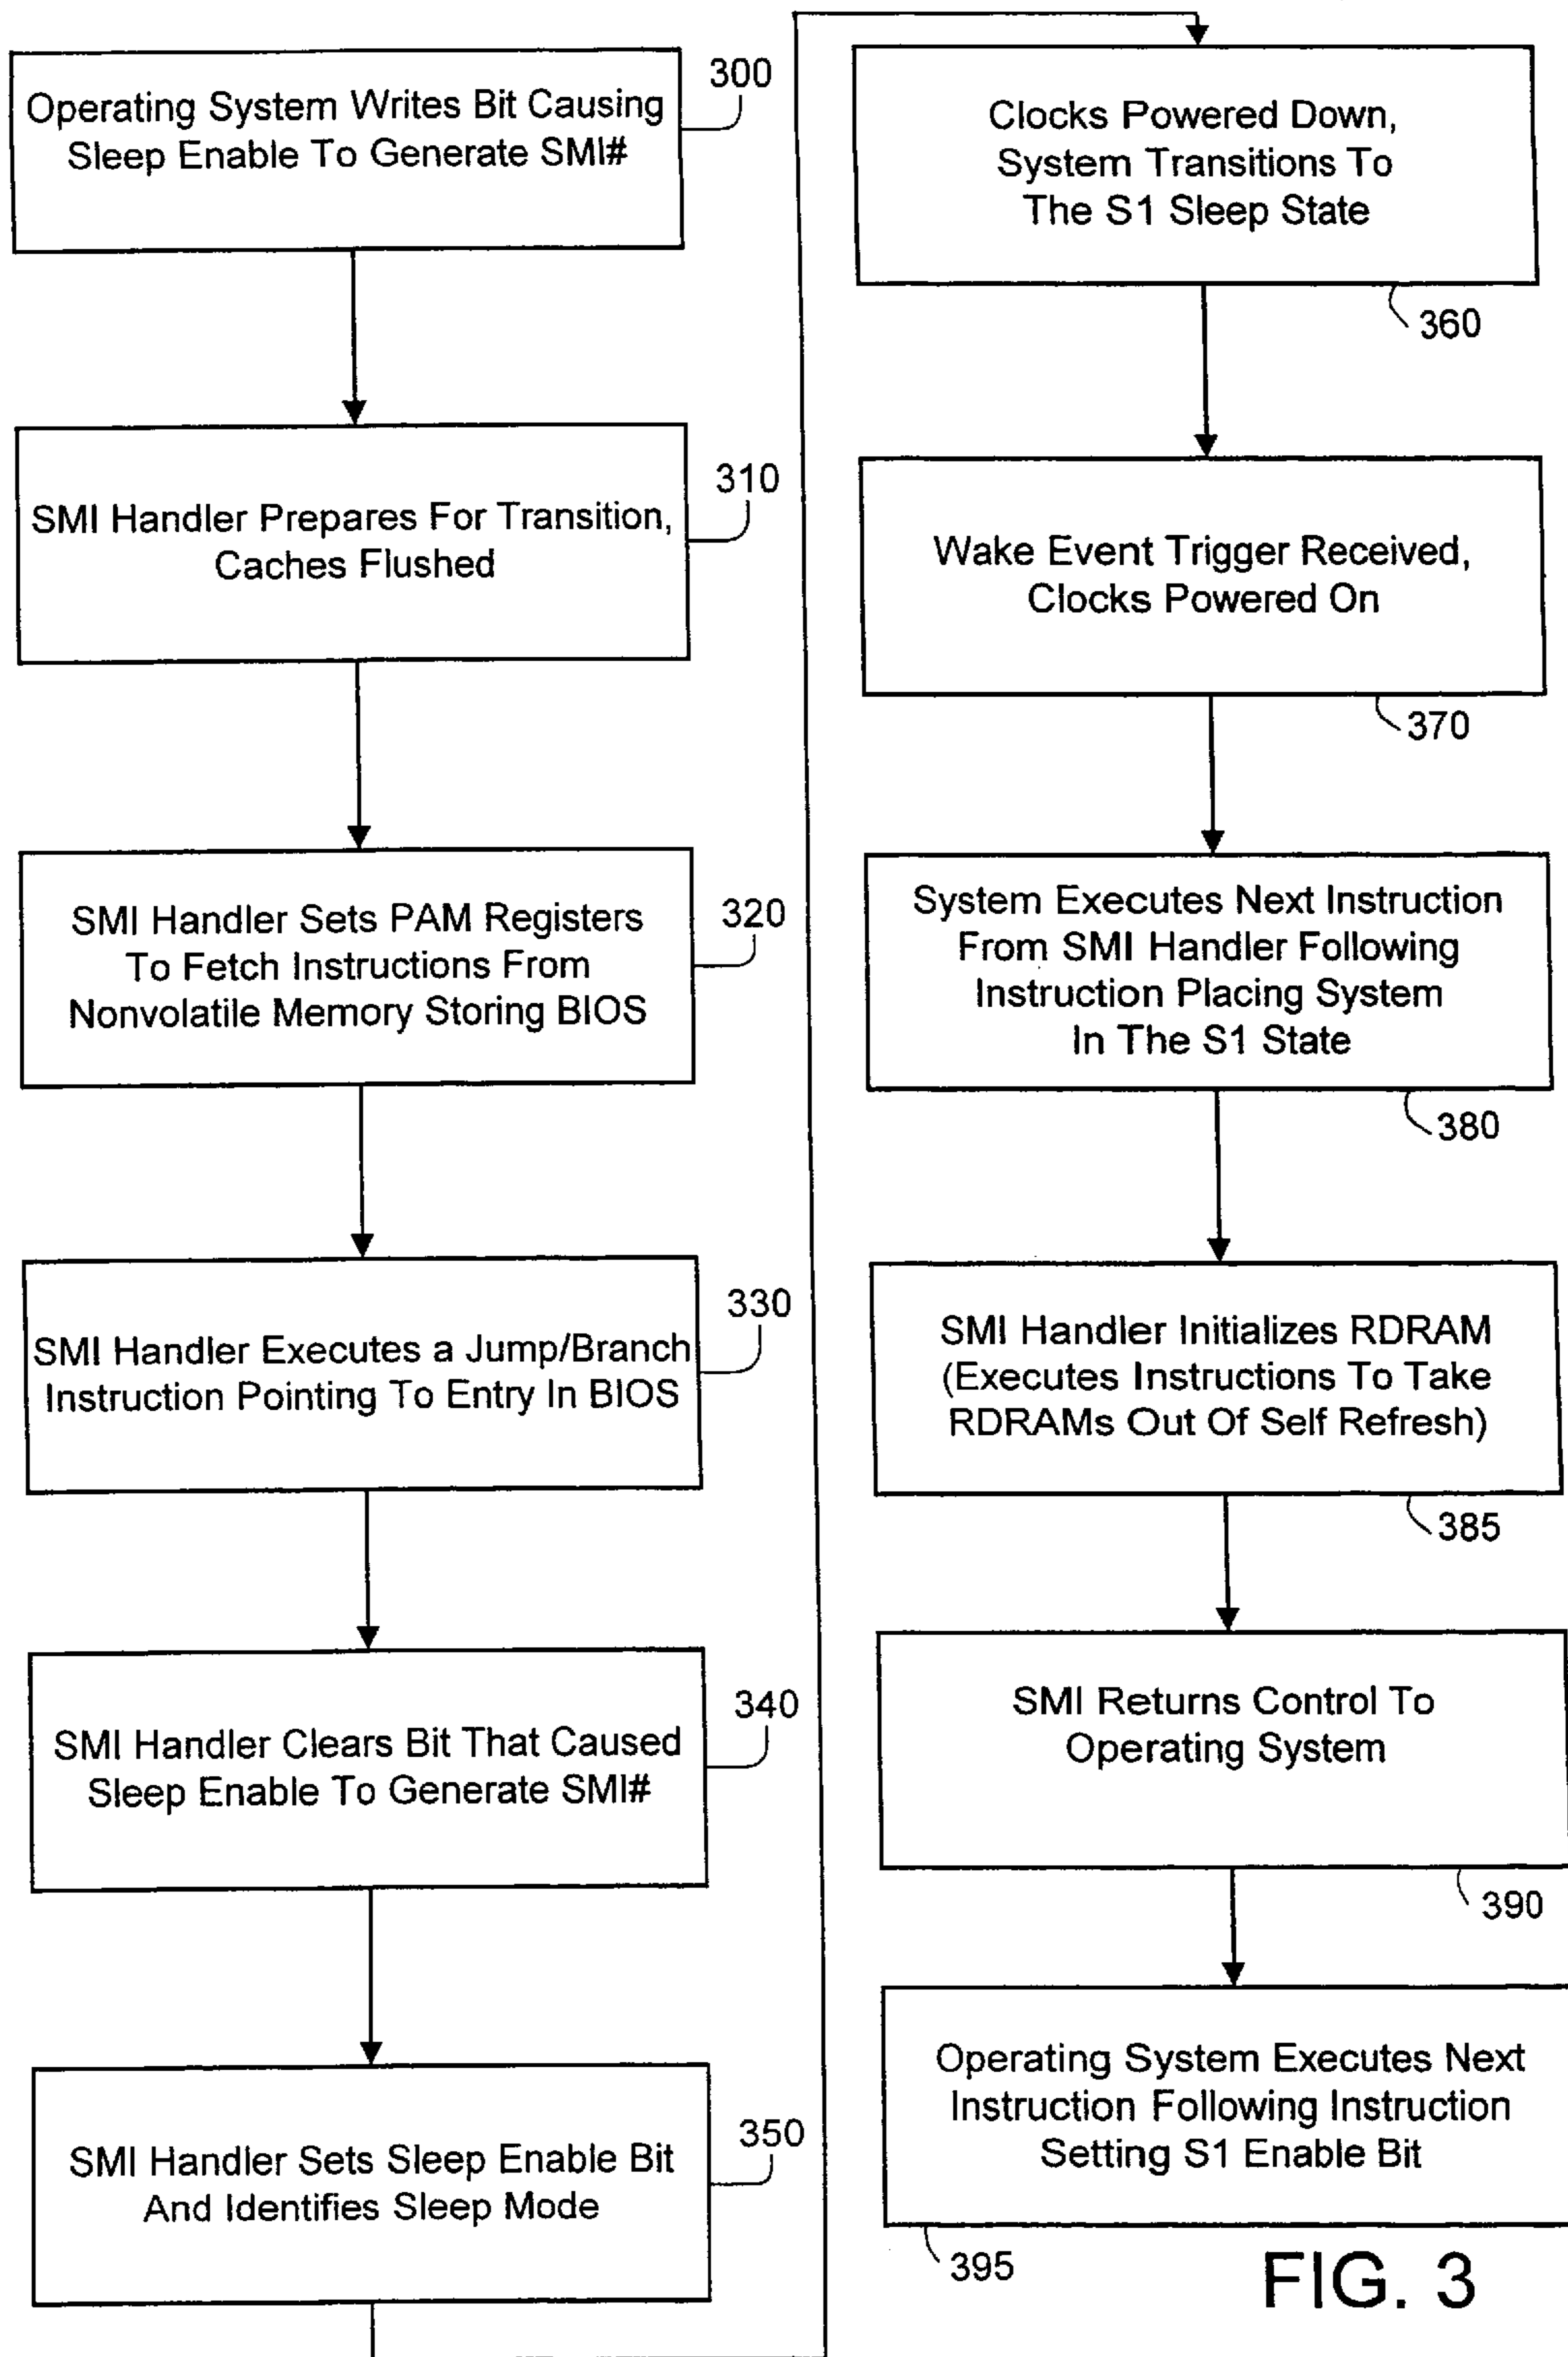 Operating System Writes Bit Causing
Sleep Enable To Generate SMI#
300
SMI Handler Prepares For Transition,
Caches Flushed
310
SMI Handler Sets PAM Registers
To Fetch Instructions From
Nonvolatile Memory Storing BIOS
320
SMI Handler Executes a Jump/Branch
Instruction Pointing To Entry In BIOS
330
SMI Handler Clears Bit That Caused
Sleep Enable To Generate SMI#
340
SMI Handler Sets Sleep Enable Bit
And Identifies Sleep Mode
350
Clocks Powered Down,
System Transitions To
The S1 Sleep State
360
Wake Event Trigger Received,
Clocks Powered On
370
System Executes Next Instruction
From SMI Handler Following
Instruction Placing System
In The S1 State
380
SMI Handler Initializes RDRAM
(Executes Instructions To Take
RDRAMs Out Of Self Refresh)
385
SMI Returns Control To
Operating System
390
Operating System Executes Next
Instruction Following Instruction
Setting S1 Enable Bit
395
FIG. 3